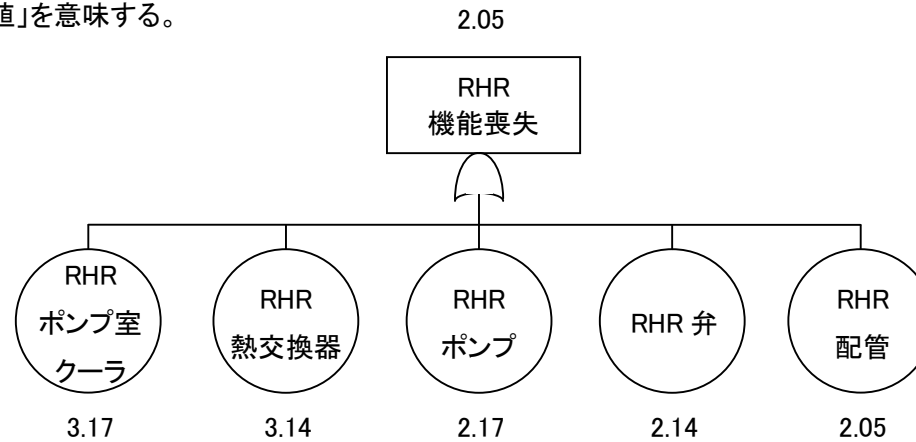 値」を意味する。
2.05
RHR
機能喪失
RHR
ポンプ室
クーラ
RHR
熱交換器
RHR
ポンプ
RHR 弁
RHR
配管
3.17
3.14
2.17
2.14
2.05